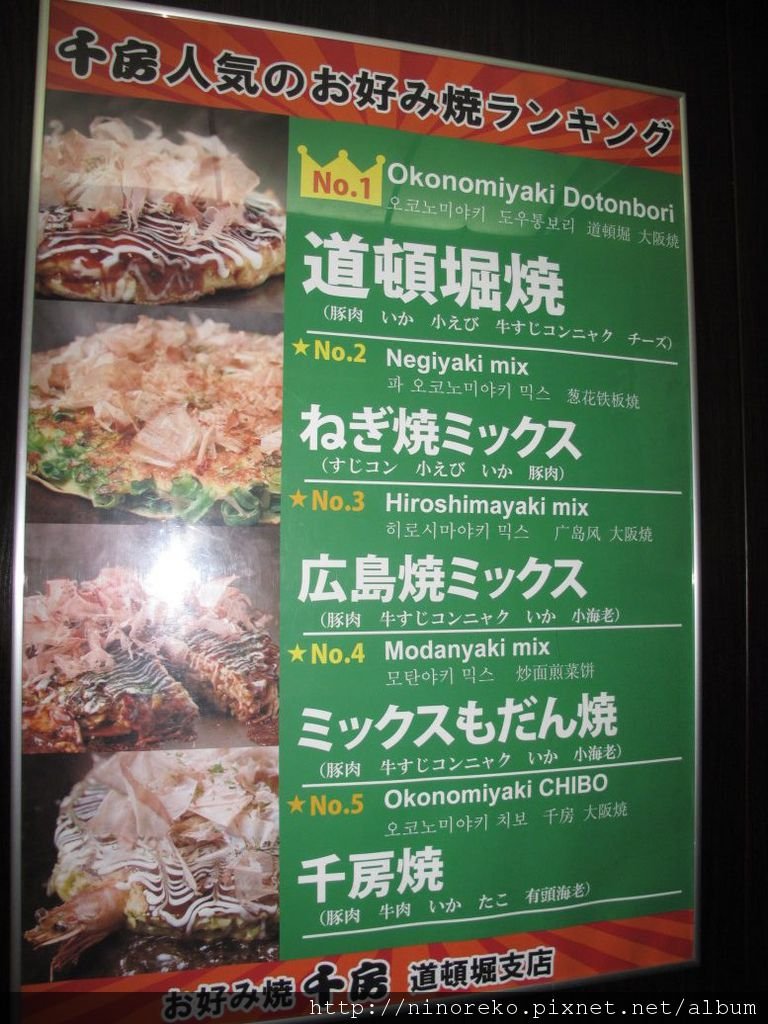 千房人気のお好み焼ランキング
No.1 Okonomiyaki Dotonbori
오코노미야키 도우통보리 道頓堀 大阪燒
道頓堀焼
(豚肉 いか 小えび 牛すじコンニャク チーズ)
★No.2 Negiyaki mix
파 오코노미야키 믹스 葱花铁板燒
ねぎ焼ミックス
(すじコン 小えび いか 豚肉)
★No.3 Hiroshimayaki mix
히로시마야키 믹스 广岛风 大阪燒
広島焼ミックス
(豚肉 牛すじコンニャク いか 小海老)
★No.4 Modanyaki mix
모탄야키 믹스 炒面煎菜饼
ミックスもだん焼
(豚肉 牛すじコンニャク いか 小海老)
★No.5 Okonomiyaki CHIBO
오코노미야키 치보 千房 大阪燒
千房焼
(豚肉 牛肉 いか たこ 有頭海老)
お好み焼 千房 道頓堀支店
http://ninoreko.pixnet.net/album